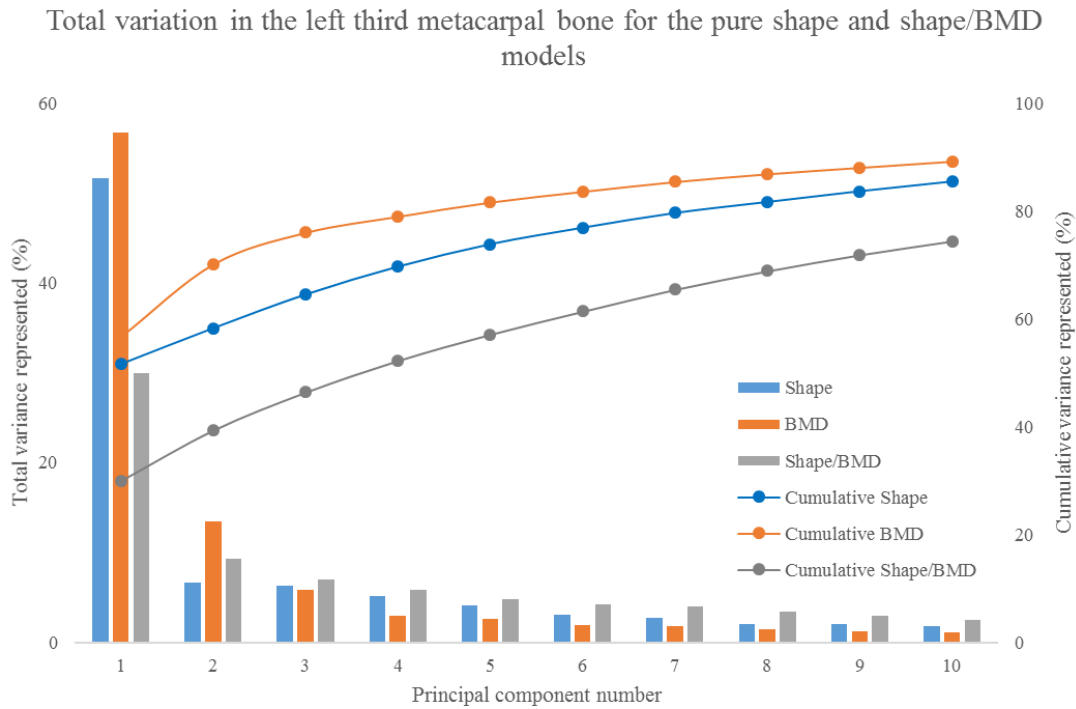 Total variation in the left third metacarpal bone for the pure shape and shape/BMD
models
60
40
20
0
Total variance represented (%)
100
80
60
40
20
0
Cumulative variance represented (%)
Shape
BMD
Shape/BMD
Cumulative Shape
Cumulative BMD
Cumulative Shape/BMD
1 2 3 4 5 6 7 8 9 10
Principal component number